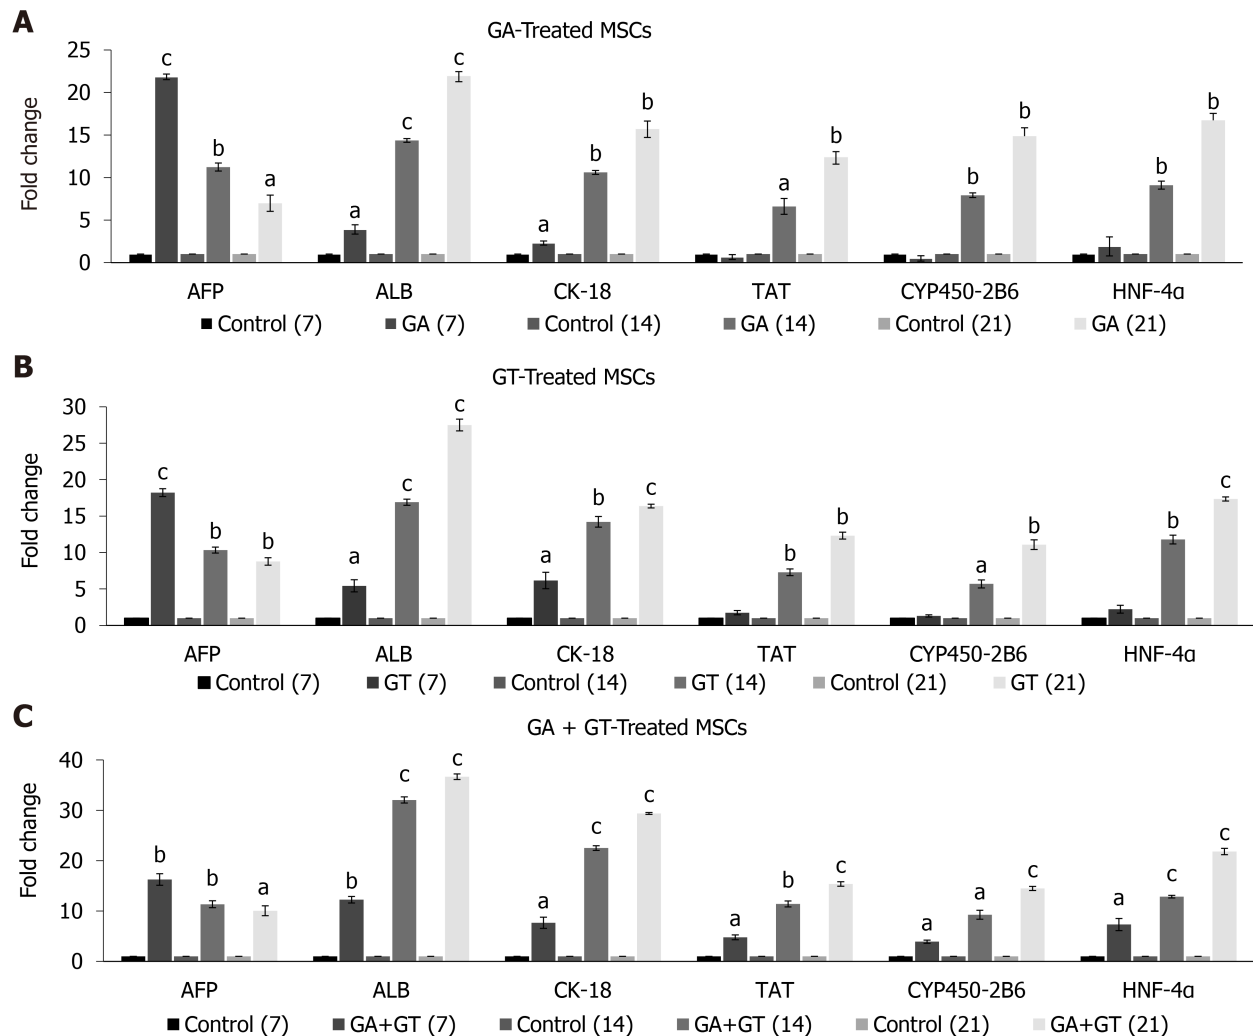 A
GA-Treated MSCs
Fold change
25
20
15
10
5
0
c b a
a c c
a b b
a b
b b
b b
AFP ALB CK-18 TAT CYP450-2B6 HNF-4α
Control (7) GA (7) Control (14) GA (14) Control (21) GA (21)
B
GT-Treated MSCs
Fold change
30
25
20
15
10
5
0
c b b
a c c
a b c
b b
a b
b c
AFP ALB CK-18 TAT CYP450-2B6 HNF-4α
Control (7) GT (7) Control (14) GT (14) Control (21) GT (21)
C
GA + GT-Treated MSCs
Fold change
40
30
20
10
0
b b a
b c c
a c c
a b c
a a c
a c c
AFP ALB CK-18 TAT CYP450-2B6 HNF-4α
Control (7) GA+GT (7) Control (14) GA+GT (14) Control (21) GA+GT (21)